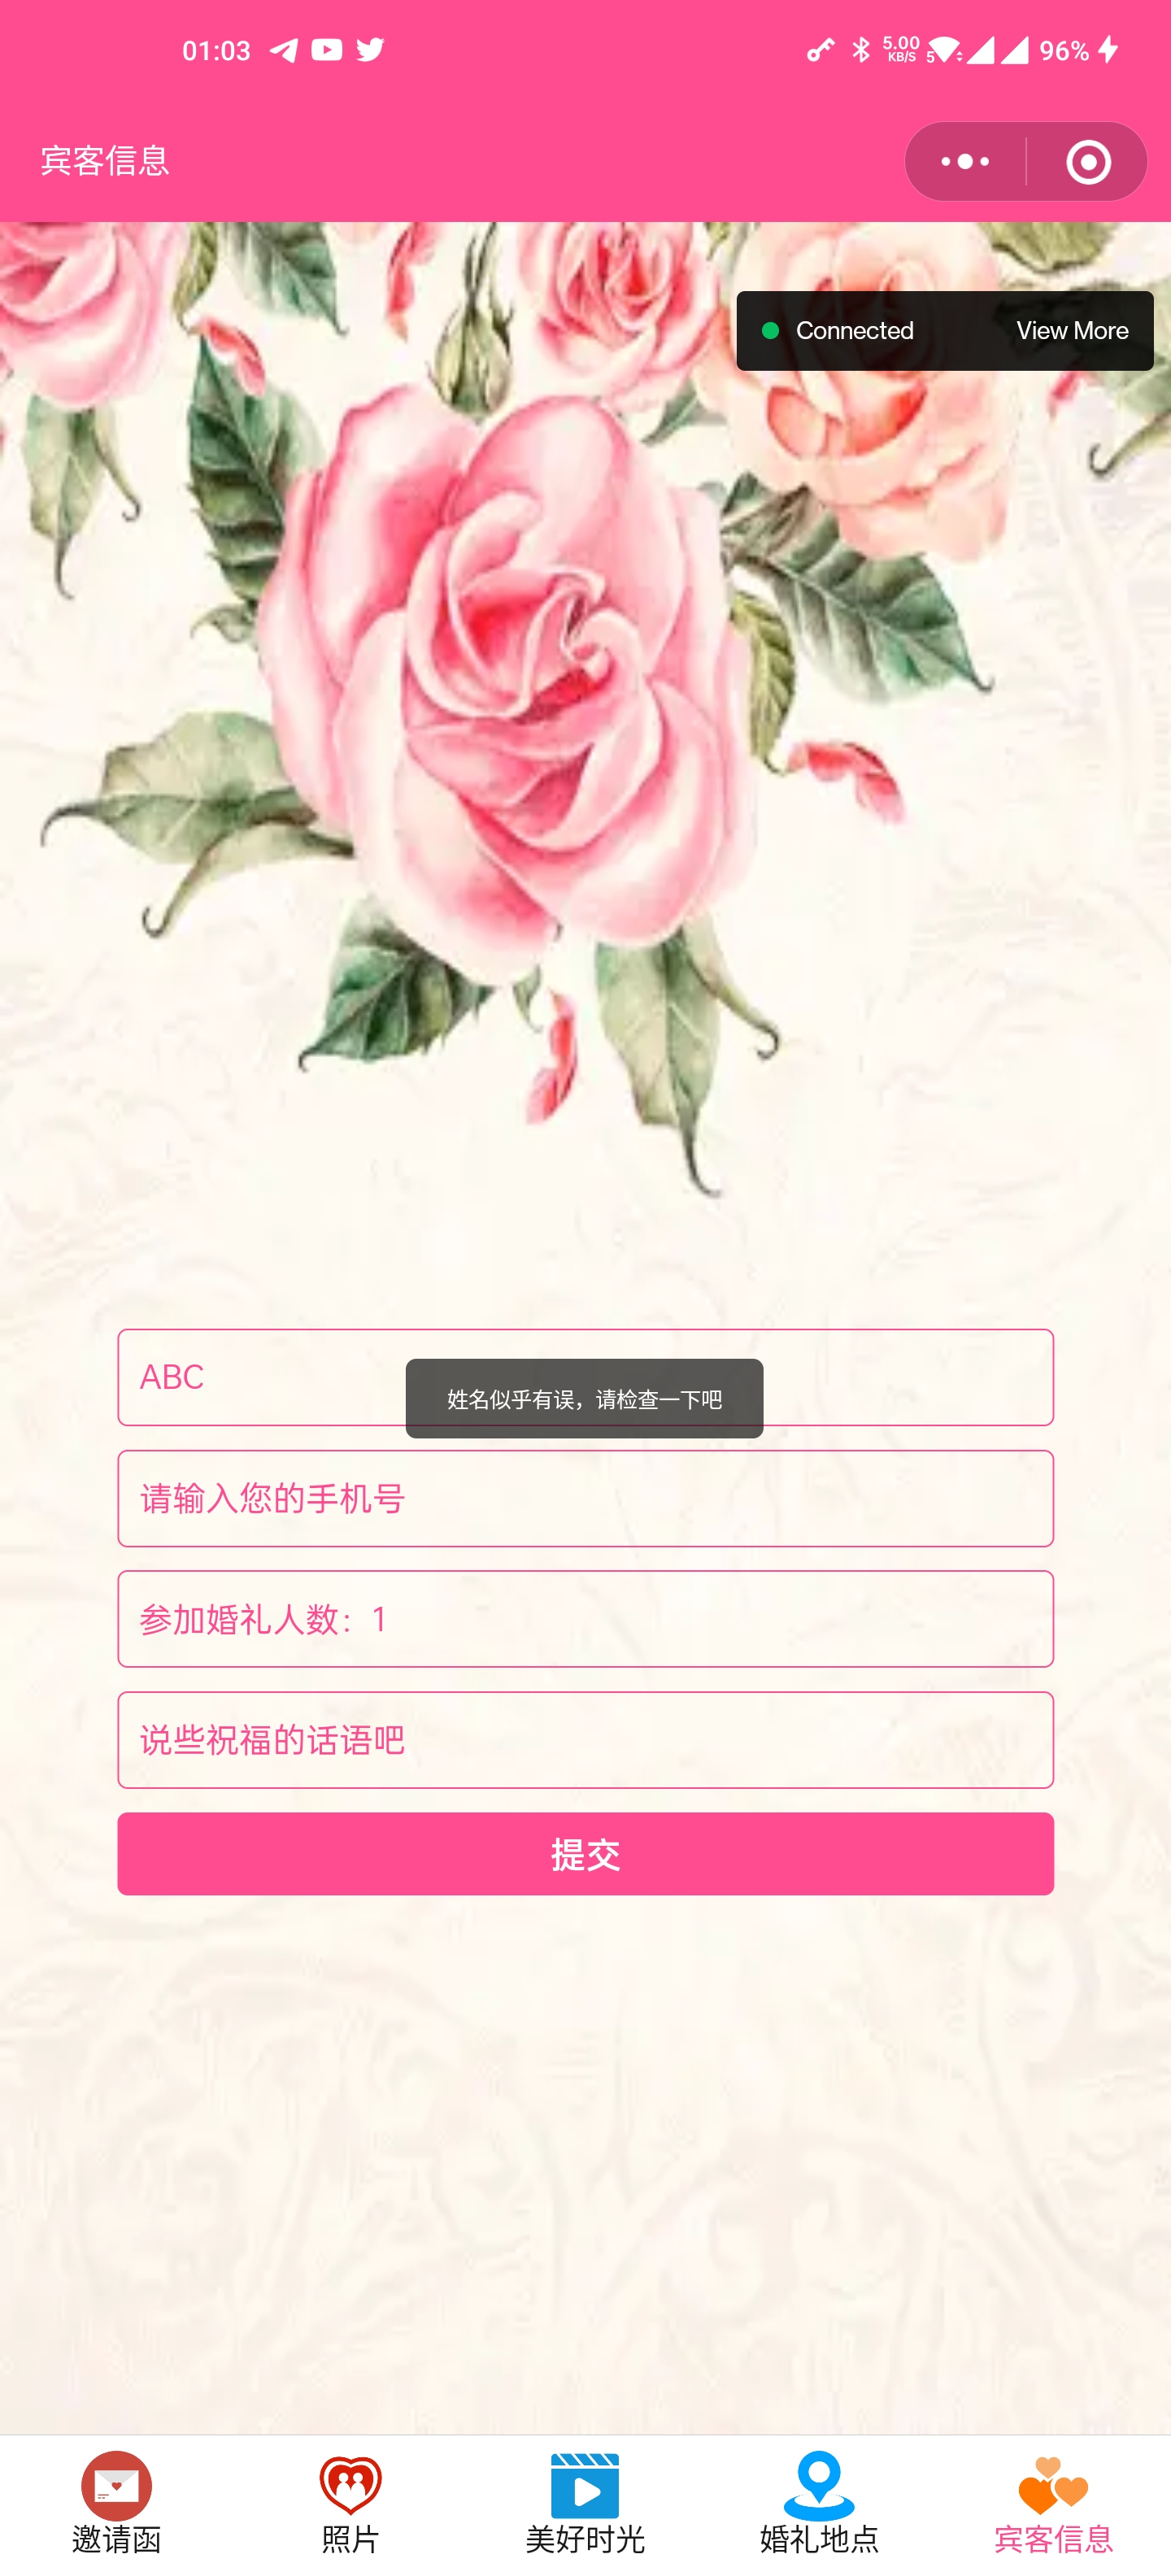 01:03
5.00
KB/S
5
96%
宾客信息
Connected
View More
ABC
姓名似乎有误，请检查一下吧
请输入您的手机号
参加婚礼人数：1
说些祝福的话语吧
提交
邀请函
照片
美好时光
婚礼地点
宾客信息